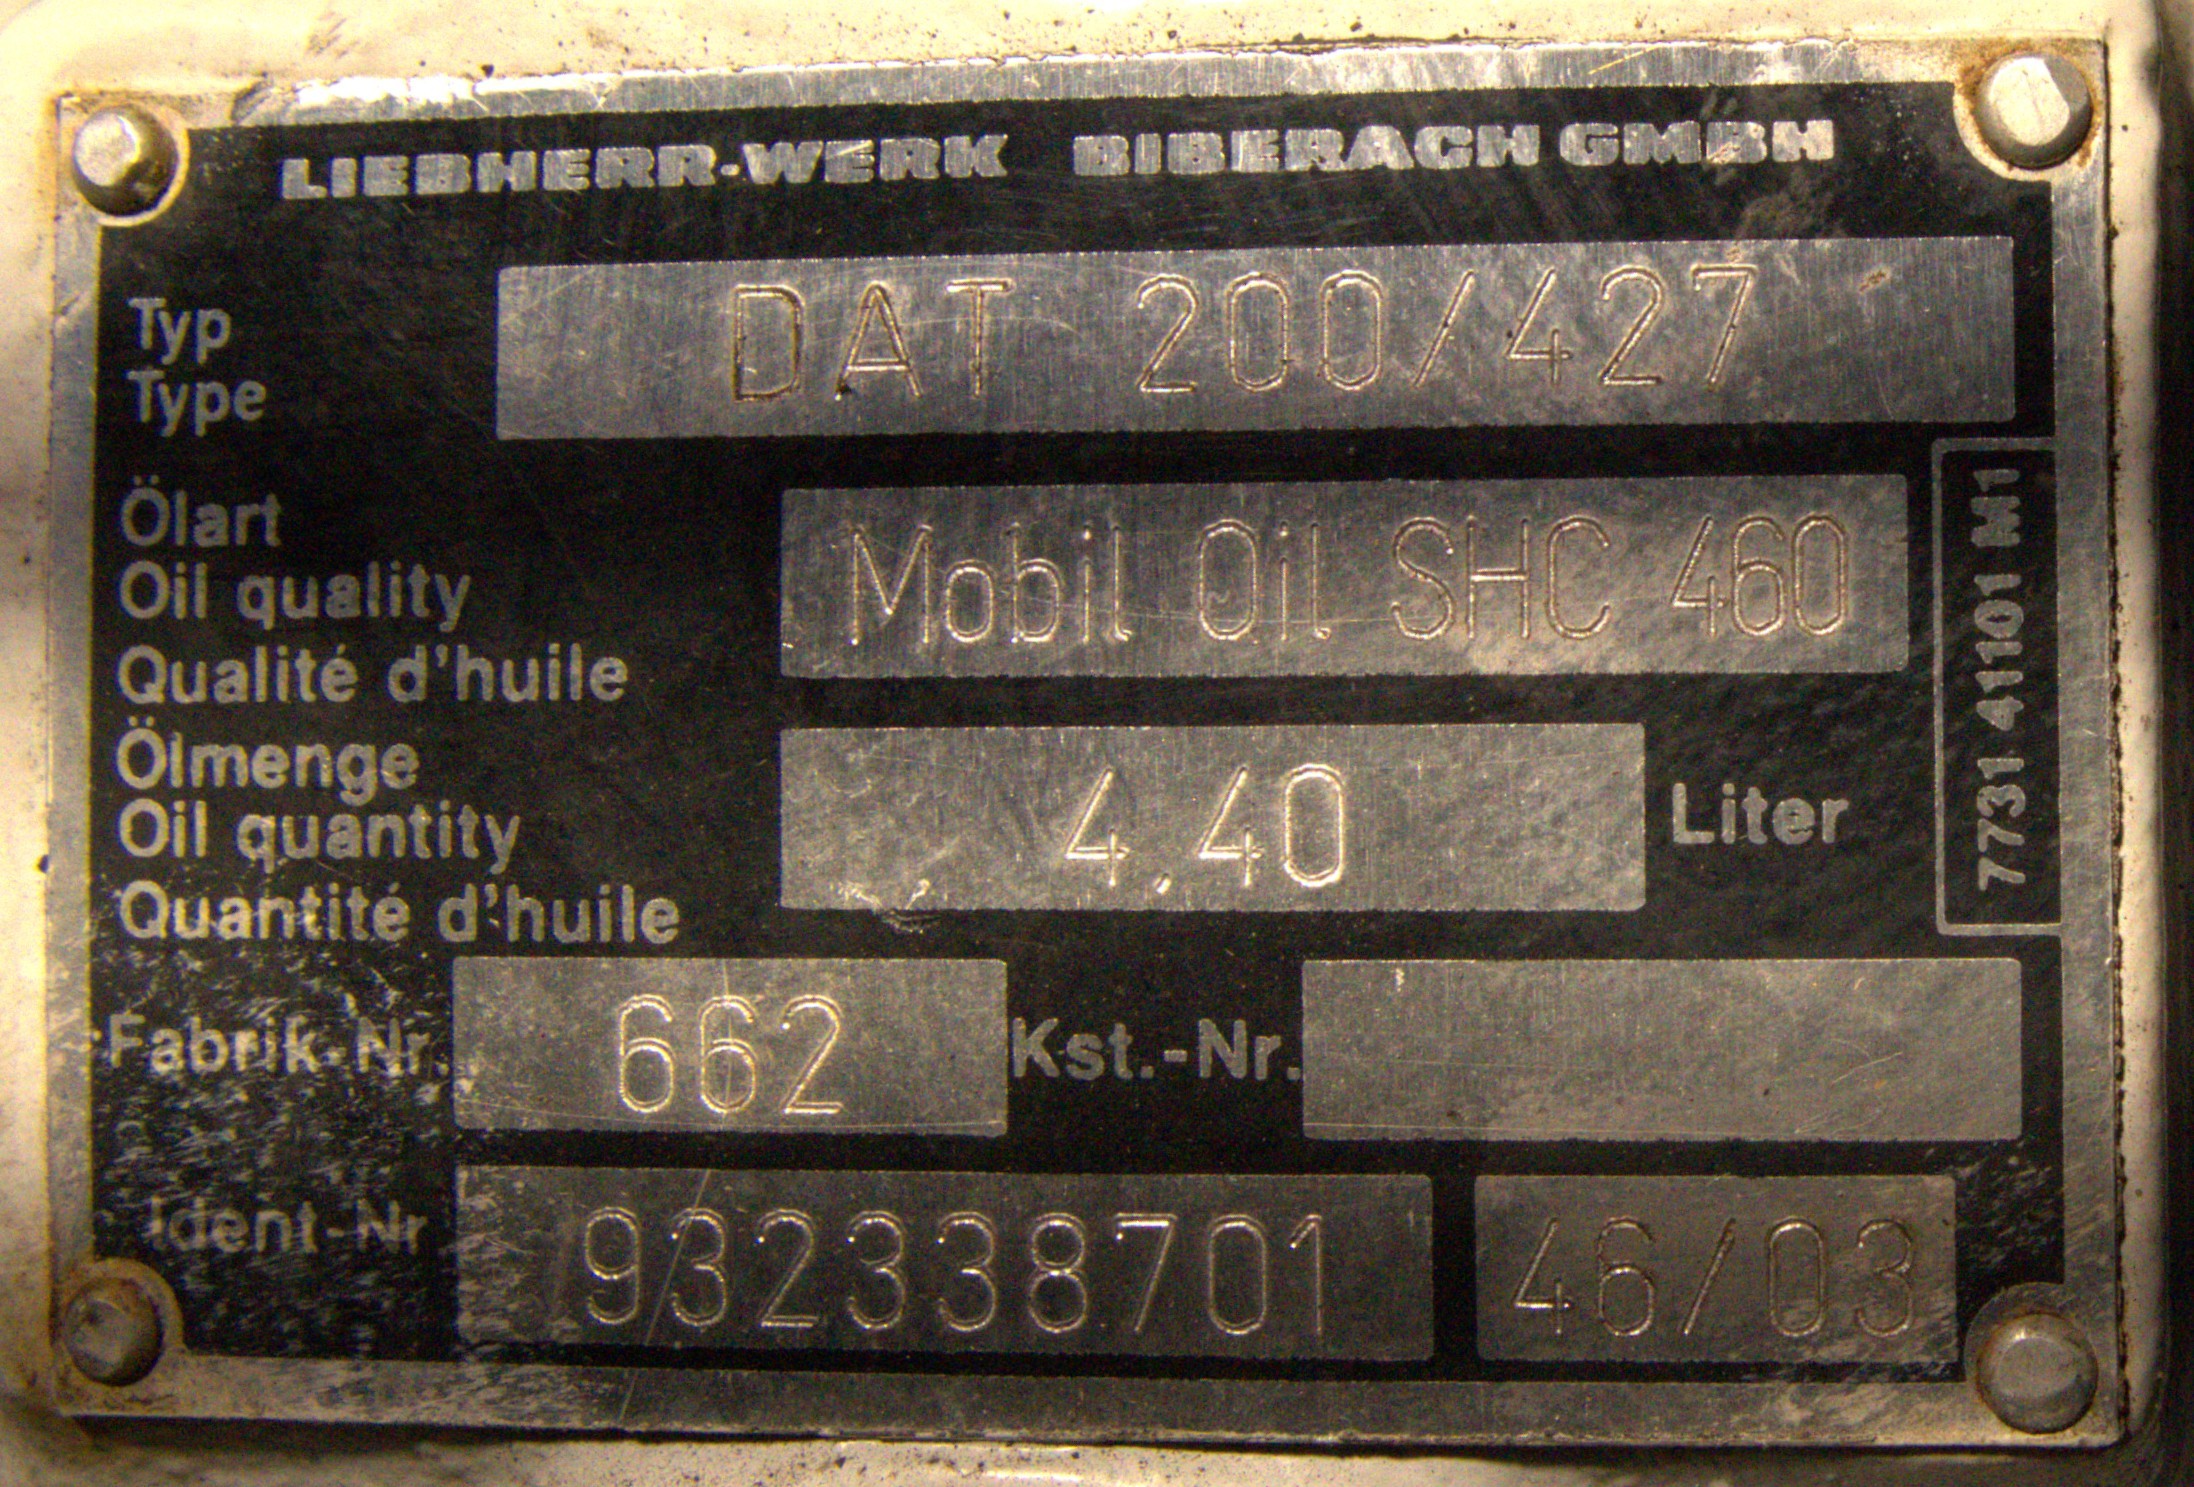 LIEBHERR-WERK BIBERACH GMBH
Typ
Type
DAT 200/427
Ölart
Oil quality
Qualité d'huile
Mobil Oil SHC 460
Ölmenge
Oil quantity
Quantité d'huile
4,40 Liter
7731 41101 M1
Fabrik-Nr. 662 Kst.-Nr.
Ident-Nr 932338701 46/03